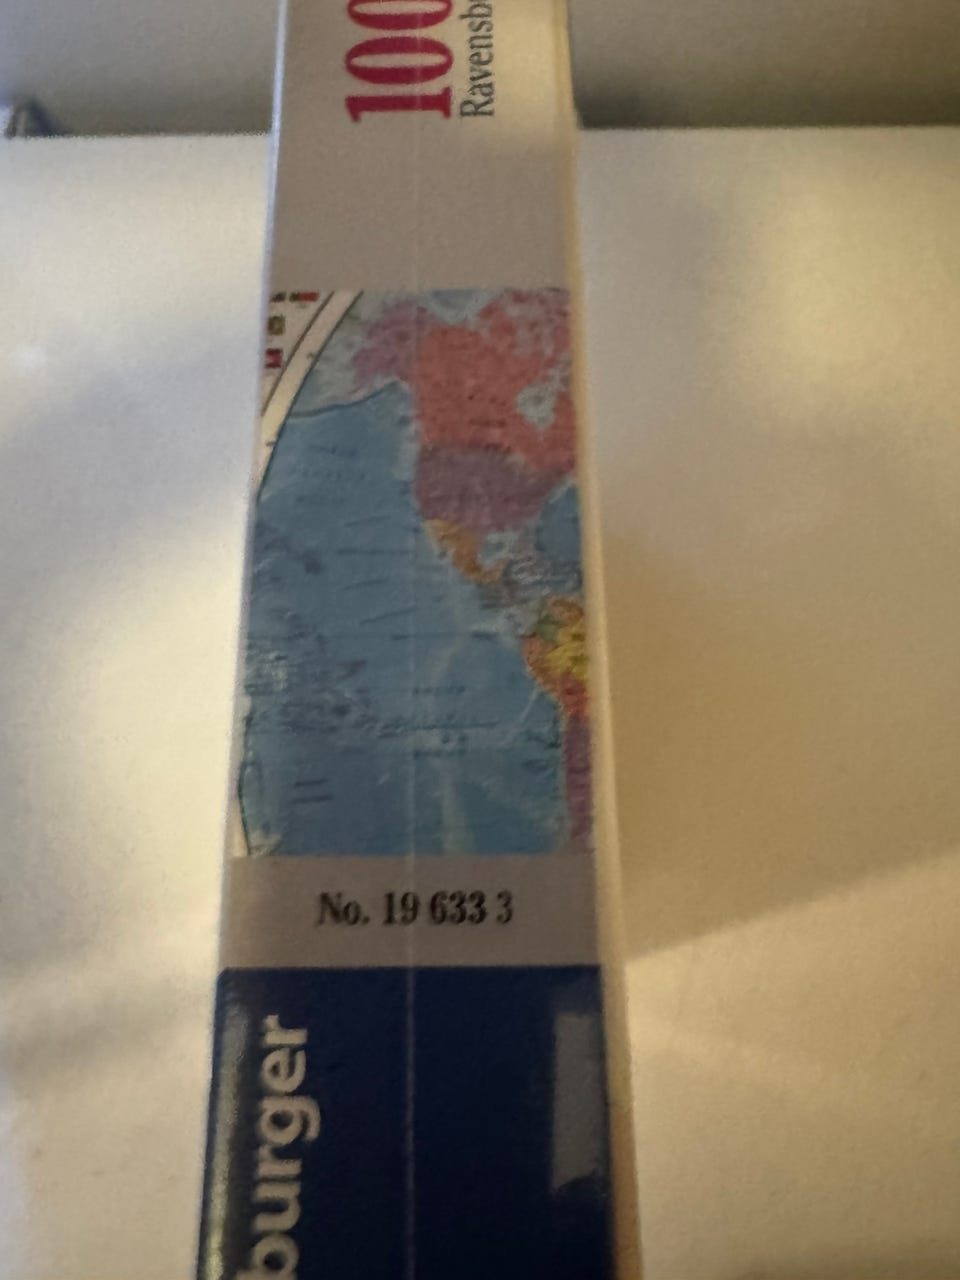 100
Ravensb
No. 19 633 3
burger